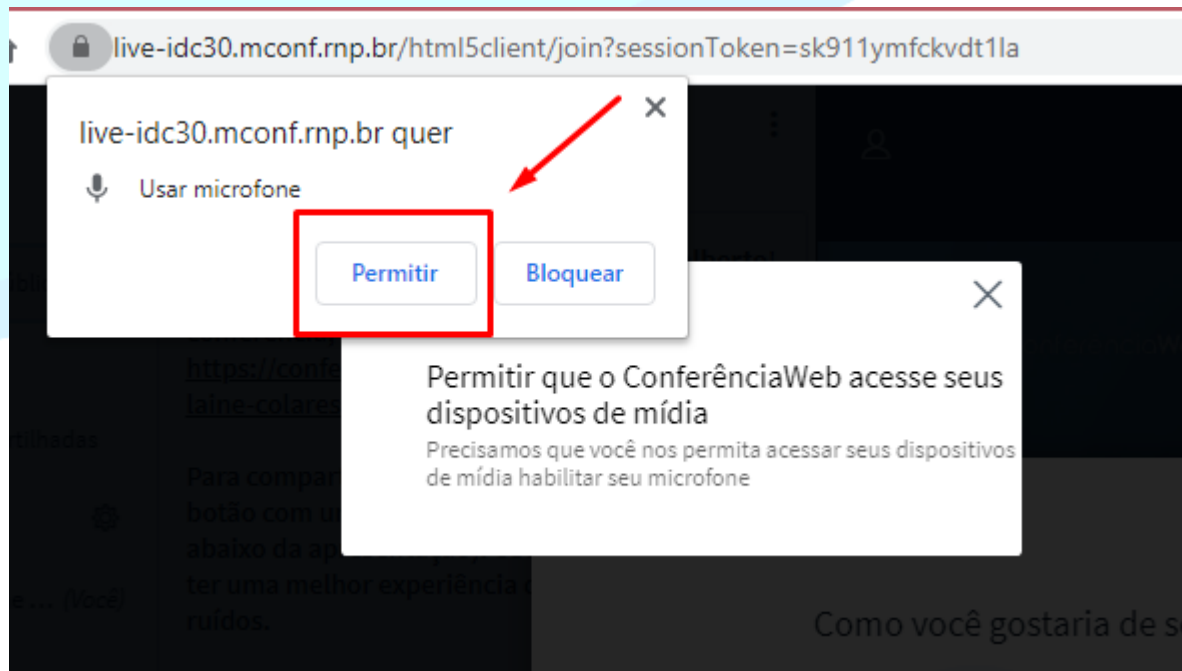 live-idc30.mconf.rnp.br/html5client/join?sessionToken=sk911ymfckvdt1la
live-idc30.mconf.rnp.br quer
Usar microfone
Permitir
Bloquear
Permitir que o ConferênciaWeb acesse seus
dispositivos de mídia
Precisamos que você nos permita acessar seus dispositivos
de mídia habilitar seu microfone
https://confe
laine-colares
tilhadas
Para compar
botão com u
abaixo da ap
ter uma melhor experiência
ruídos.
(Você)
Como você gostaria de s